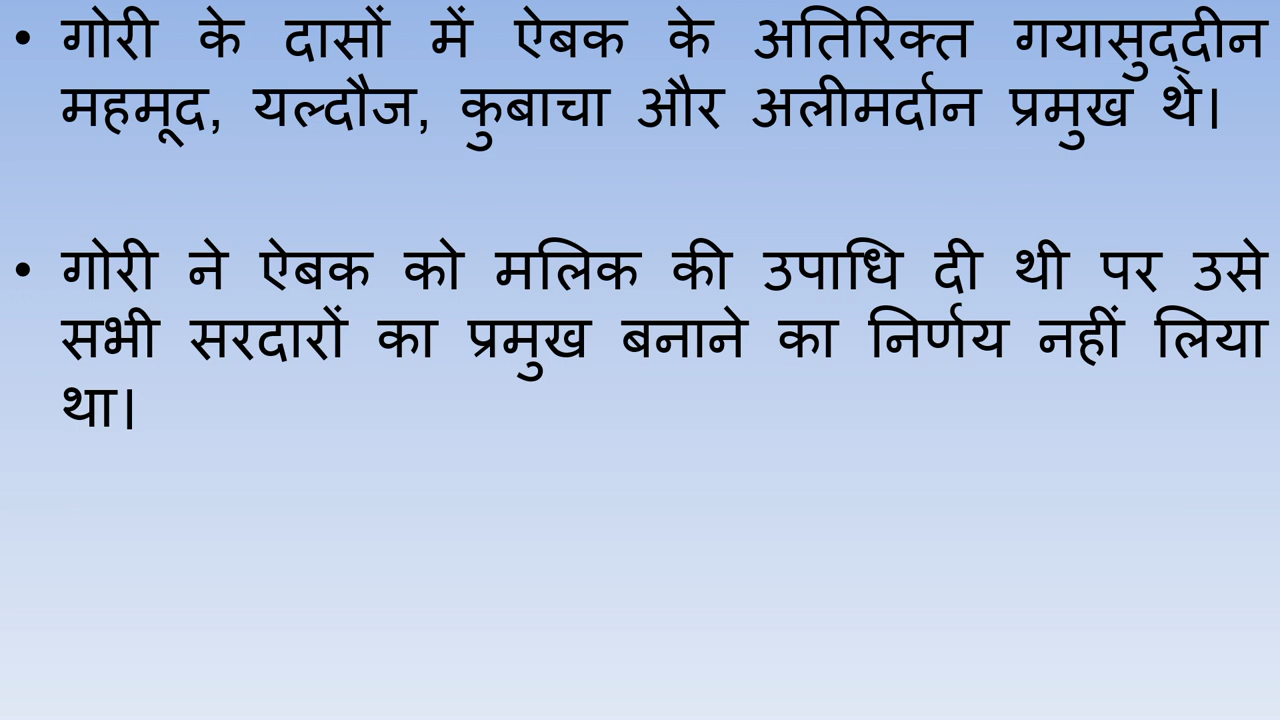 • गोरी के दासों में ऐबक के अतिरिक्त गयासुद्दीन
महमूद, यल्दौज, कुबाचा और अलीमर्दान प्रमुख थे।
• गोरी ने ऐबक को मलिक की उपाधि दी थी पर उसे
सभी सरदारों का प्रमुख बनाने का निर्णय नहीं लिया
था।